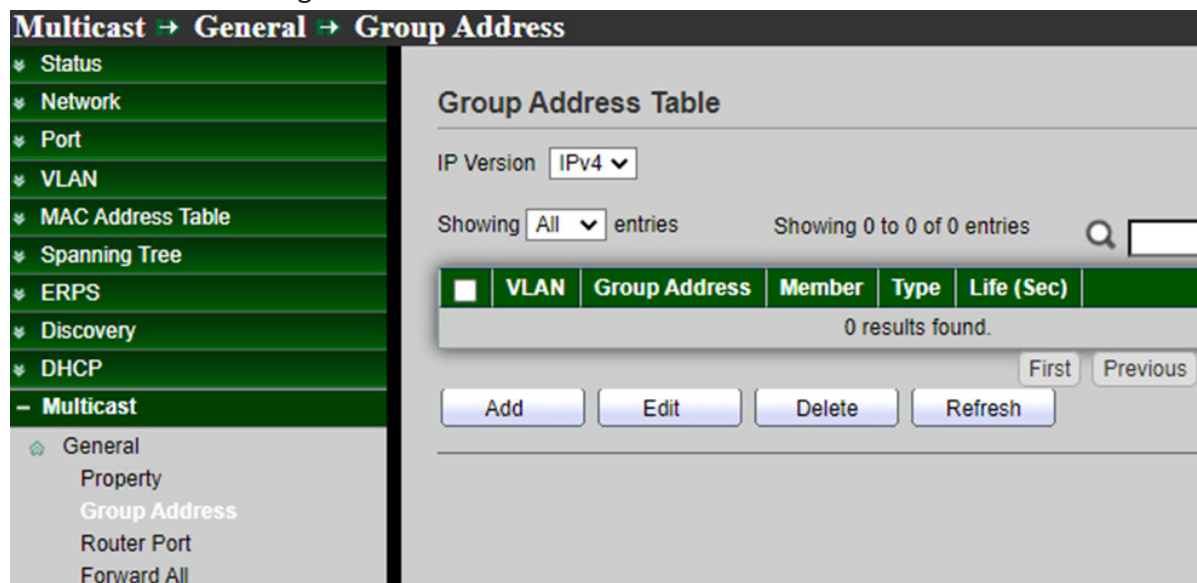 Multicast → General → Group Address
Status
Network
Port
VLAN
MAC Address Table
Spanning Tree
ERPS
Discovery
DHCP
Multicast
General
Property
Group Address
Router Port
Forward All
Group Address Table
IP Version IPv4
Showing All entries Showing 0 to 0 of 0 entries
VLAN Group Address Member Type Life (Sec)
0 results found.
First Previous
Add Edit Delete Refresh